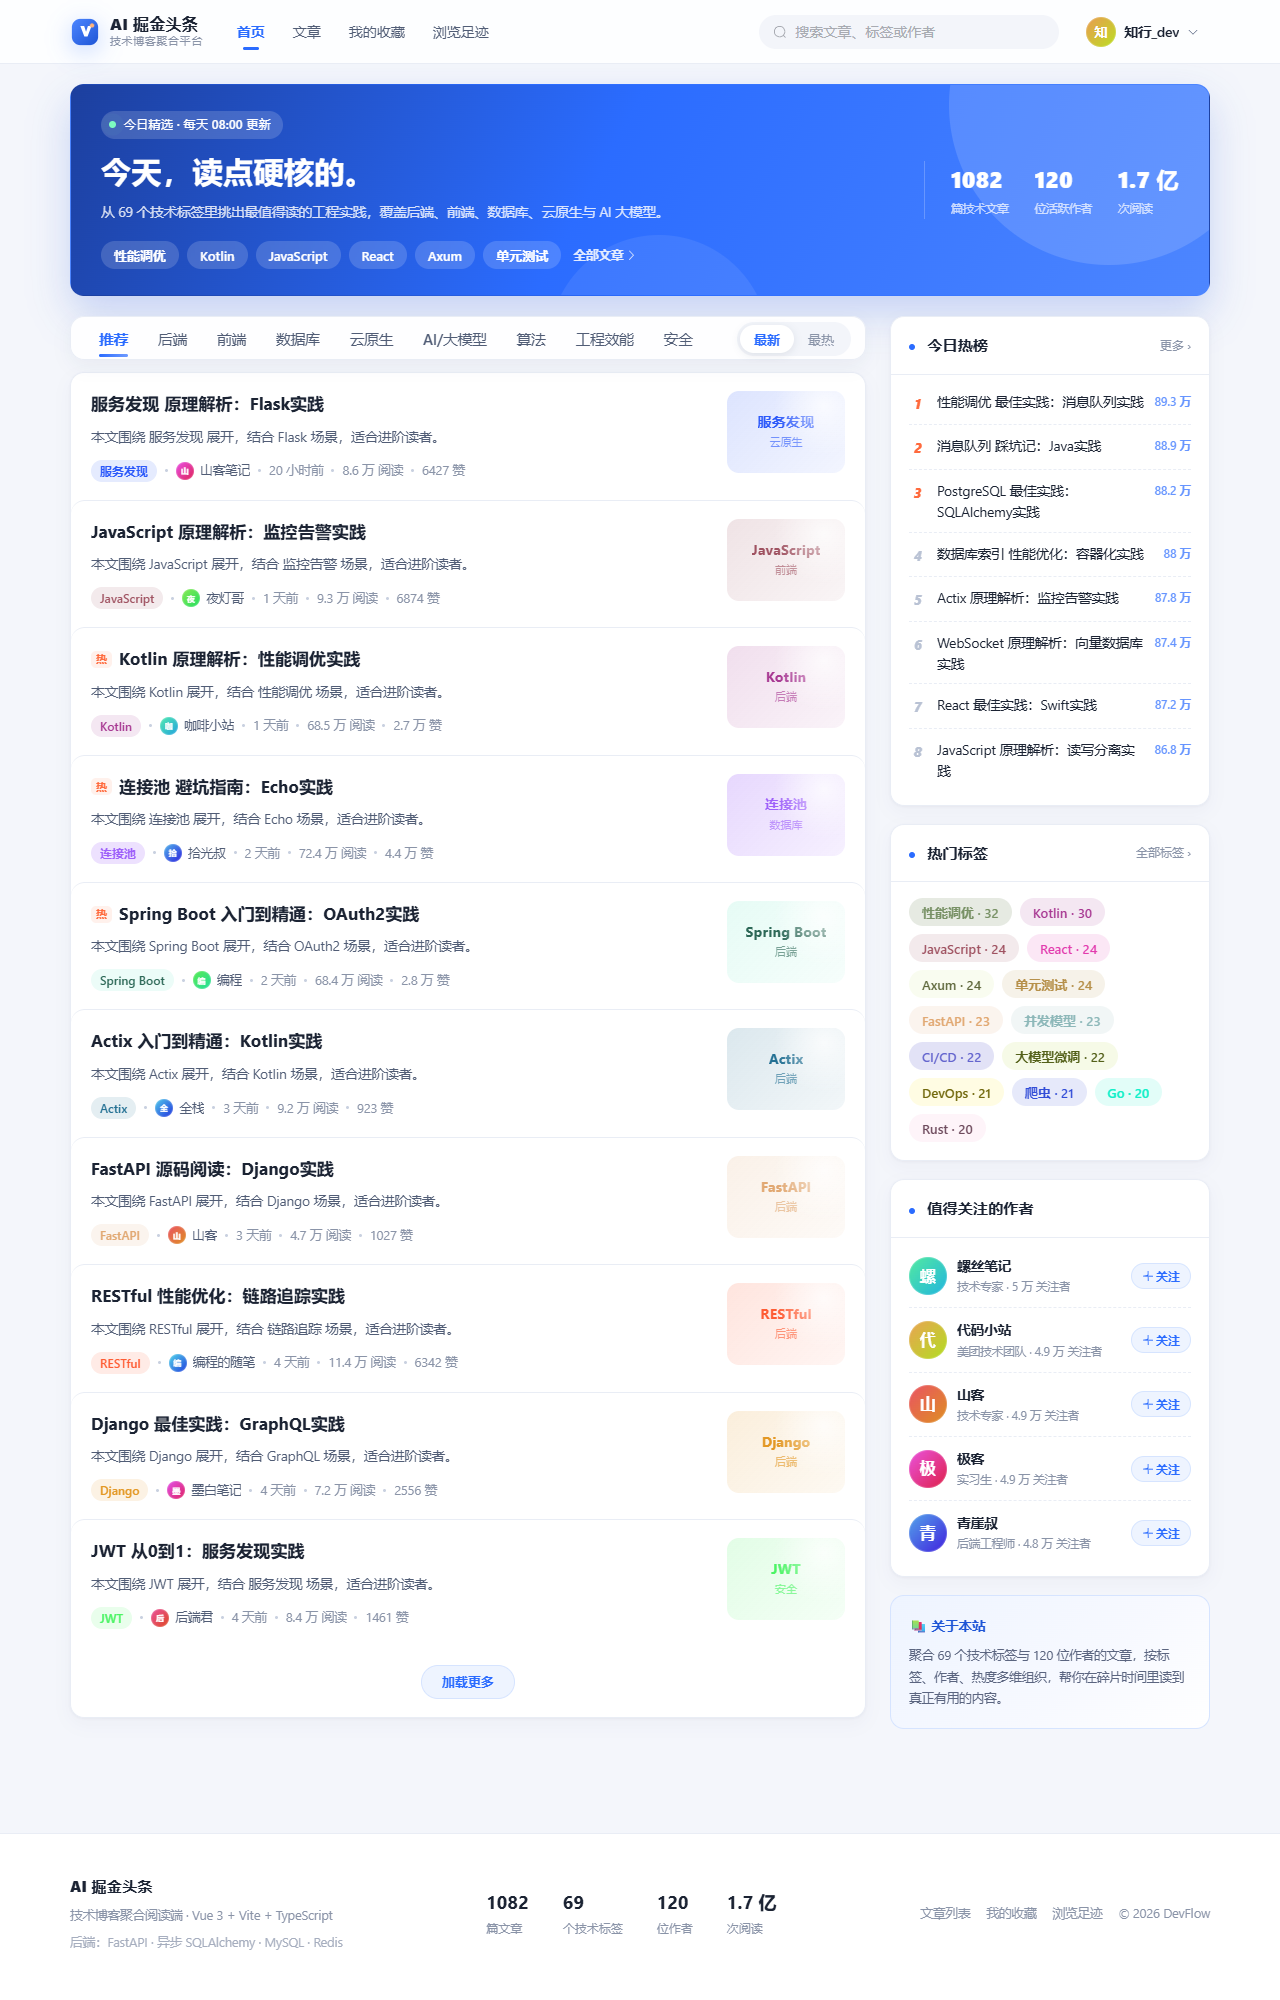 AI 掘金头条
技术博客聚合平台
首页
文章
我的收藏
浏览足迹
搜索文章、标签或作者
知
知行_dev
今日精选 · 每天 08:00 更新
今天，读点硬核的。
从 69 个技术标签里挑出最值得读的工程实践，覆盖后端、前端、数据库、云原生与 AI 大模型。
性能调优
Kotlin
JavaScript
React
Axum
单元测试
全部文章
1082
篇技术文章
120
位活跃作者
1.7 亿
次阅读
推荐
后端
前端
数据库
云原生
AI/大模型
算法
工程效能
安全
最新
最热
服务发现 原理解析：Flask实践
本文围绕 服务发现 展开，结合 Flask 场景，适合进阶读者。
服务发现 · 山 山客笔记 · 20 小时前 · 8.6 万 阅读 · 6427 赞
服务发现
云原生
JavaScript 原理解析：监控告警实践
本文围绕 JavaScript 展开，结合 监控告警 场景，适合进阶读者。
JavaScript · 夜 夜灯哥 · 1 天前 · 9.3 万 阅读 · 6874 赞
JavaScript
前端
热 Kotlin 原理解析：性能调优实践
本文围绕 Kotlin 展开，结合 性能调优 场景，适合进阶读者。
Kotlin · 咖 咖啡小站 · 1 天前 · 68.5 万 阅读 · 2.7 万 赞
Kotlin
后端
热 连接池 避坑指南：Echo实践
本文围绕 连接池 展开，结合 Echo 场景，适合进阶读者。
连接池 · 拾 拾光叔 · 2 天前 · 72.4 万 阅读 · 4.4 万 赞
连接池
数据库
热 Spring Boot 入门到精通：OAuth2实践
本文围绕 Spring Boot 展开，结合 OAuth2 场景，适合进阶读者。
Spring Boot · 编 编程 · 2 天前 · 68.4 万 阅读 · 2.8 万 赞
Spring Boot
后端
Actix 入门到精通：Kotlin实践
本文围绕 Actix 展开，结合 Kotlin 场景，适合进阶读者。
Actix · 全 全栈 · 3 天前 · 9.2 万 阅读 · 923 赞
Actix
后端
FastAPI 源码阅读：Django实践
本文围绕 FastAPI 展开，结合 Django 场景，适合进阶读者。
FastAPI · 山 山客 · 3 天前 · 4.7 万 阅读 · 1027 赞
FastAPI
后端
RESTful 性能优化：链路追踪实践
本文围绕 RESTful 展开，结合 链路追踪 场景，适合进阶读者。
RESTful · 编 编程的随笔 · 4 天前 · 11.4 万 阅读 · 6342 赞
RESTful
后端
Django 最佳实践：GraphQL实践
本文围绕 Django 展开，结合 GraphQL 场景，适合进阶读者。
Django · 墨 墨白笔记 · 4 天前 · 7.2 万 阅读 · 2556 赞
Django
后端
JWT 从0到1：服务发现实践
本文围绕 JWT 展开，结合 服务发现 场景，适合进阶读者。
JWT · 后 后端君 · 4 天前 · 8.4 万 阅读 · 1461 赞
JWT
安全
加载更多
今日热榜
更多 ›
1 性能调优 最佳实践：消息队列实践 89.3 万
2 消息队列 踩坑记：Java实践 88.9 万
3 PostgreSQL 最佳实践： 88.2 万
SQLAlchemy实践
4 数据库索引 性能优化：容器化实践 88 万
5 Actix 原理解析：监控告警实践 87.8 万
6 WebSocket 原理解析：向量数据库 87.4 万
实践
7 React 最佳实践：Swift实践 87.2 万
8 JavaScript 原理解析：读写分离实 86.8 万
践
热门标签
全部标签 ›
性能调优 · 32
Kotlin · 30
JavaScript · 24
React · 24
Axum · 24
单元测试 · 24
FastAPI · 23
并发模型 · 23
CI/CD · 22
大模型微调 · 22
DevOps · 21
爬虫 · 21
Go · 20
Rust · 20
值得关注的作者
螺
螺丝笔记
技术专家 · 5 万 关注者
＋关注
代
代码小站
美团技术团队 · 4.9 万 关注者
＋关注
山
山客
技术专家 · 4.9 万 关注者
＋关注
极
极客
实习生 · 4.9 万 关注者
＋关注
青
青崖叔
后端工程师 · 4.8 万 关注者
＋关注
关于本站
聚合 69 个技术标签与 120 位作者的文章，按标
签、作者、热度多维组织，帮你在碎片时间里读到
真正有用的内容。
AI 掘金头条
技术博客聚合阅读端 · Vue 3 + Vite + TypeScript
后端：FastAPI · 异步 SQLAlchemy · MySQL · Redis
1082
篇文章
69
个技术标签
120
位作者
1.7 亿
次阅读
文章列表
我的收藏
浏览足迹
© 2026 DevFlow